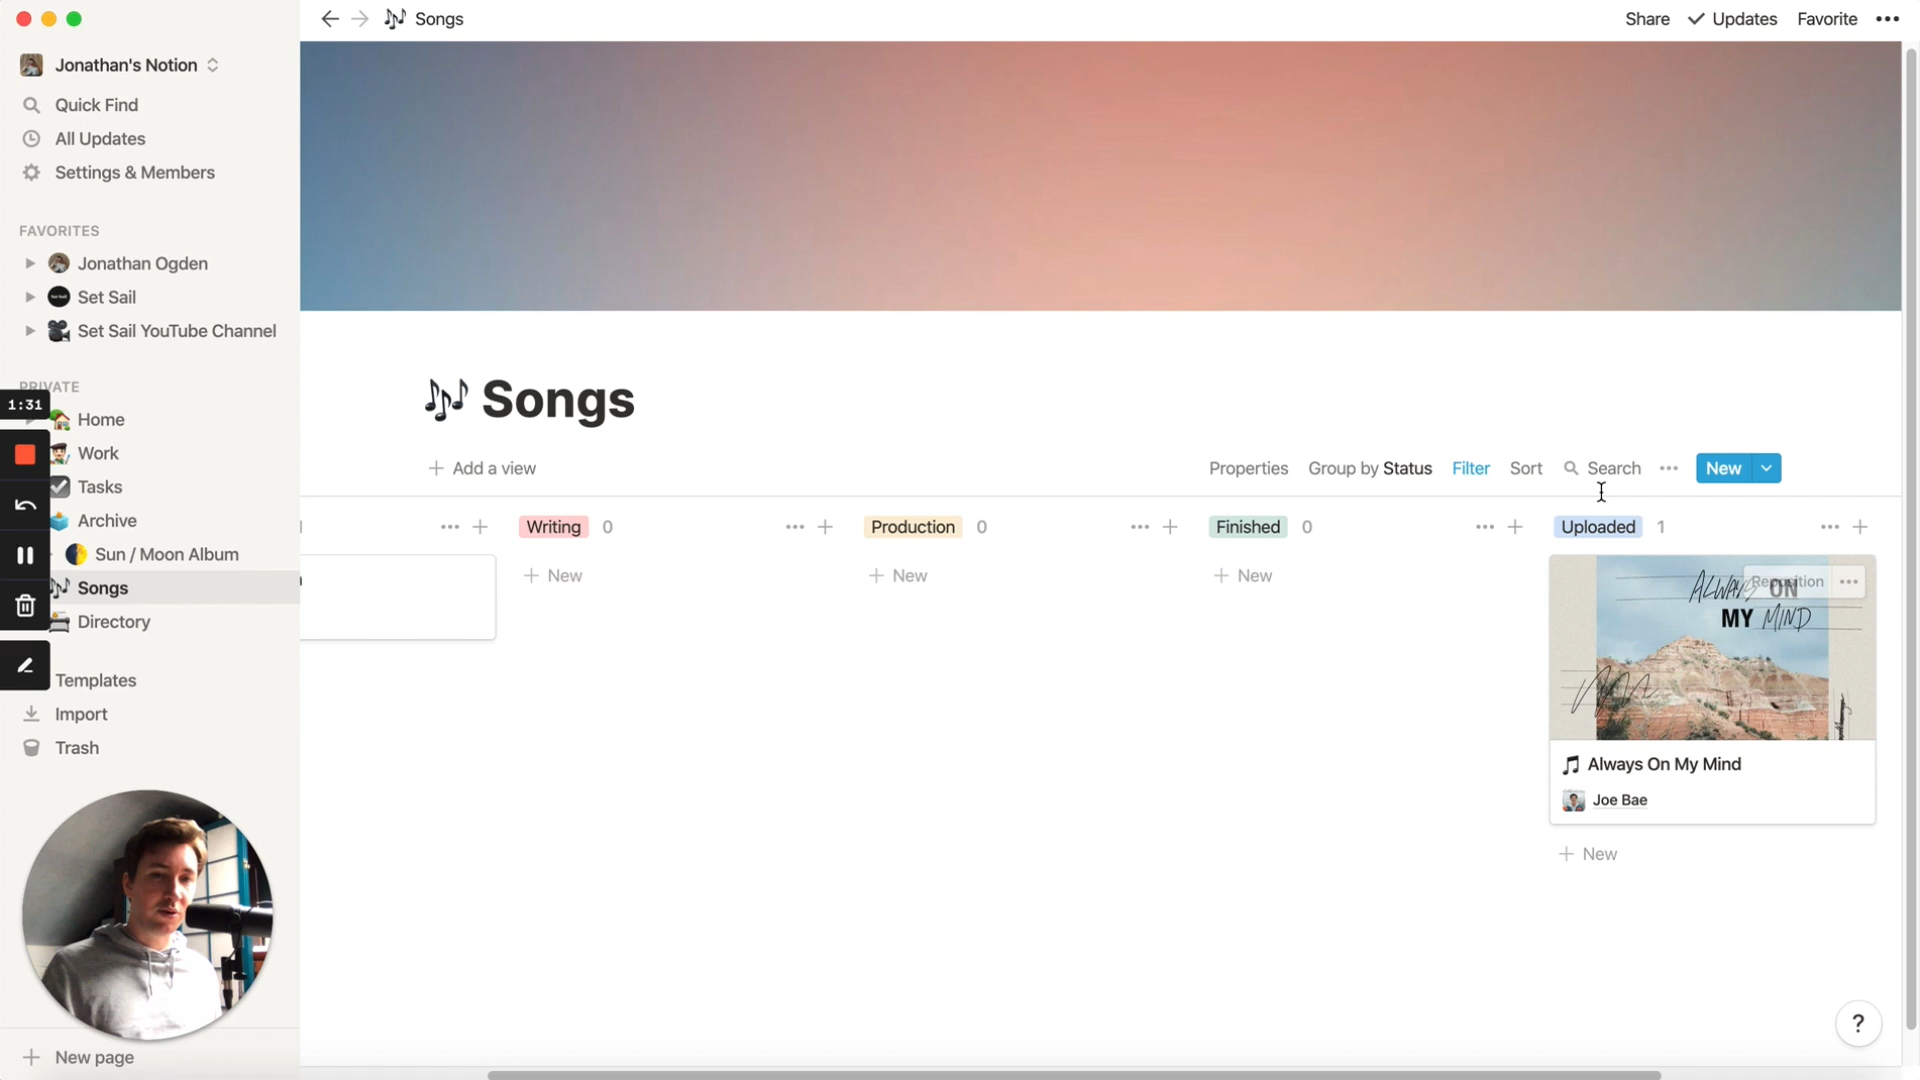 Songs
Share
Updates
Favorite
Jonathan's Notion
Quick Find
All Updates
Settings & Members
FAVORITES
Jonathan Ogden
Set Sail
Set Sail YouTube Channel
PRIVATE
1:31
Home
Work
Tasks
Archive
Sun / Moon Album
Songs
Directory
Templates
Import
Trash
New page
Songs
Add a view
Properties
Group by Status
Filter
Sort
Search
New
Writing 0
New
Production 0
New
Finished 0
New
Uploaded 1
Reposition
ALWAYS ON
MY MIND
Always On My Mind
Joe Bae
New
?